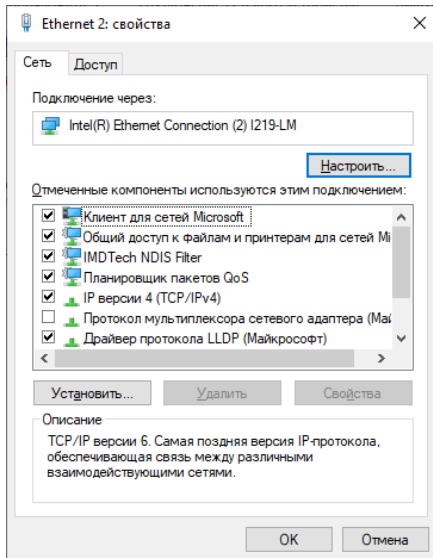 Ethernet 2: свойства
Сеть
Доступ
Подключение через:
Intel(R) Ethernet Connection (2) I219-LM
Настроить...
Отмеченные компоненты используются этим подключением:
Клиент для сетей Microsoft
Общий доступ к файлам и принтерам для сетей Mi
IMDTech NDIS Filter
Планировщик пакетов QoS
IP версии 4 (TCP/IPv4)
Протокол мультиплексора сетевого адаптера (Май
Драйвер протокола LLDP (Майкрософт)
Установить...
Удалить
Свойства
Описание
TCP/IP версии 6. Самая поздняя версия IP-протокола,
обеспечивающая связь между различными
взаимодействующими сетями.
OK
Отмена